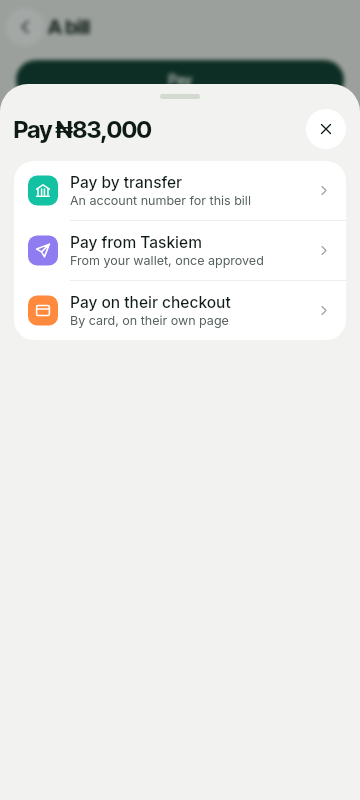 A bill
Pay
Pay ₦83,000
Pay by transfer
An account number for this bill
Pay from Taskiem
From your wallet, once approved
Pay on their checkout
By card, on their own page